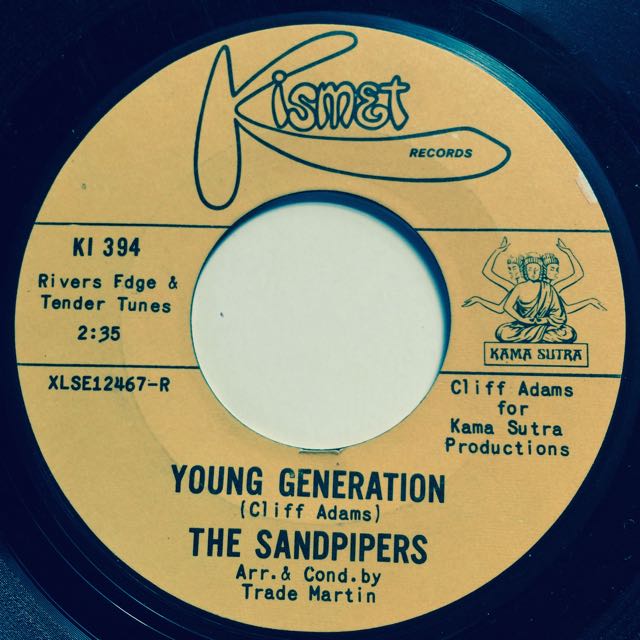 Kismet
RECORDS
KI 394
Rivers Fdge &
Tender Tunes
2:35
XLSE12467-R
KAMA SUTRA
Cliff Adams
for
Kama Sutra
Productions
YOUNG GENERATION
(Cliff Adams)
THE SANDPIPERS
Arr.& Cond.by
Trade Martin